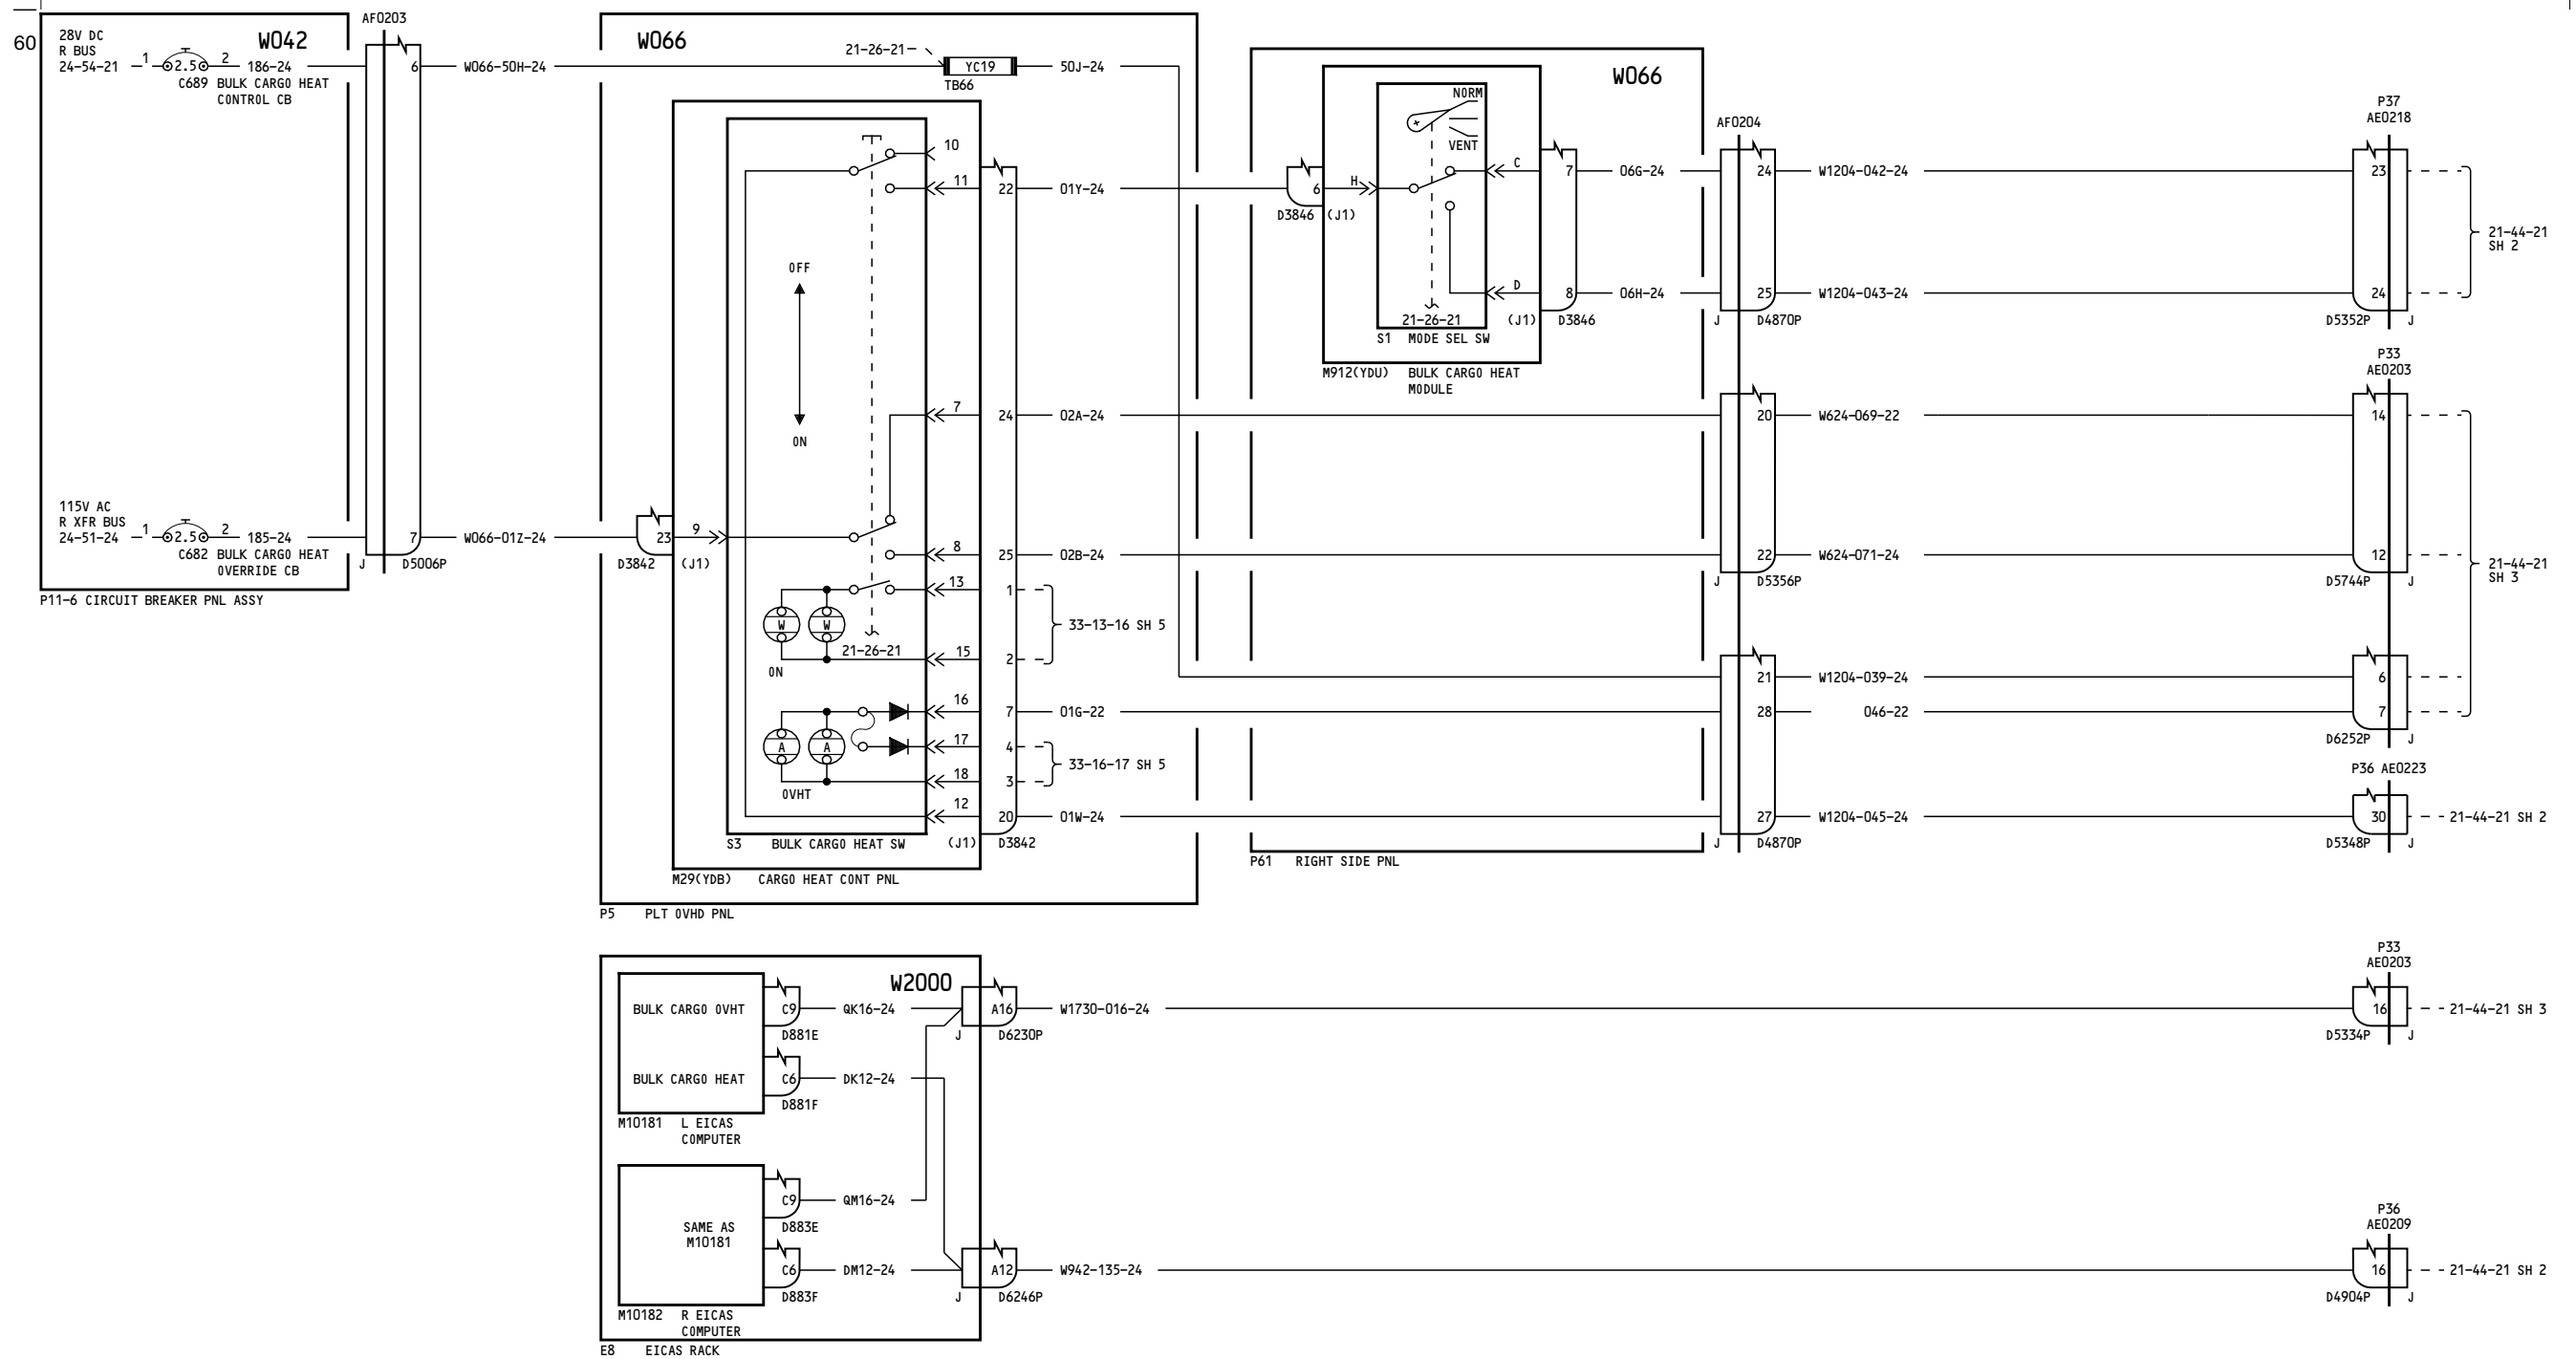 60
28V DC
R BUS
24-54-21
1
2.5
2
186-24
W042
C689 BULK CARGO HEAT
CONTROL CB
AF0203
6
W066-50H-24
115V AC
R XFR BUS
24-51-24
1
2.5
2
185-24
C682 BULK CARGO HEAT
OVERRIDE CB
J
7
D5006P
W066-01Z-24
P11-6 CIRCUIT BREAKER PNL ASSY
W066
21-26-21
YC19
TB66
50J-24
10
11
22
01Y-24
OFF
ON
7
24
02A-24
23
D3842
9
(J1)
8
25
02B-24
13
1
W
W
33-13-16 SH 5
21-26-21
15
2
ON
16
7
01G-22
A
A
17
4
33-16-17 SH 5
18
3
OVHT
12
20
01W-24
S3 BULK CARGO HEAT SW
(J1)
D3842
M29(YDB) CARGO HEAT CONT PNL
P5 PLT OVHD PNL
W066
NORM
VENT
6
H
D3846 (J1)
C
7
06G-24
D
8
06H-24
21-26-21
(J1)
D3846
S1 MODE SEL SW
M912(YDU) BULK CARGO HEAT
MODULE
P61 RIGHT SIDE PNL
AF0204
24
W1204-042-24
25
W1204-043-24
J
D4870P
20
W624-069-22
22
W624-071-24
J
D5356P
21
W1204-039-24
28
046-22
27
W1204-045-24
J
D4870P
P37
AE0218
23
24
D5352P
J
21-44-21
SH 2
P33
AE0203
14
12
D5744P
J
21-44-21
SH 3
6
7
D6252P
J
P36 AE0223
30
21-44-21 SH 2
D5348P
J
W2000
BULK CARGO OVHT
C9
QK16-24
A16
W1730-016-24
D881E
J
D6230P
BULK CARGO HEAT
C6
DK12-24
D881F
M10181 L EICAS
COMPUTER
C9
QM16-24
D883E
SAME AS
M10181
C6
DM12-24
A12
W942-135-24
D883F
J
D6246P
M10182 R EICAS
COMPUTER
E8 EICAS RACK
P33
AE0203
16
21-44-21 SH 3
D5334P
J
P36
AE0209
16
21-44-21 SH 2
D4904P
J